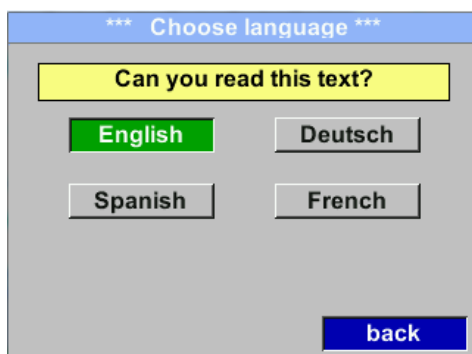 *** Choose language ***
Can you read this text?
English Deutsch
Spanish French
back